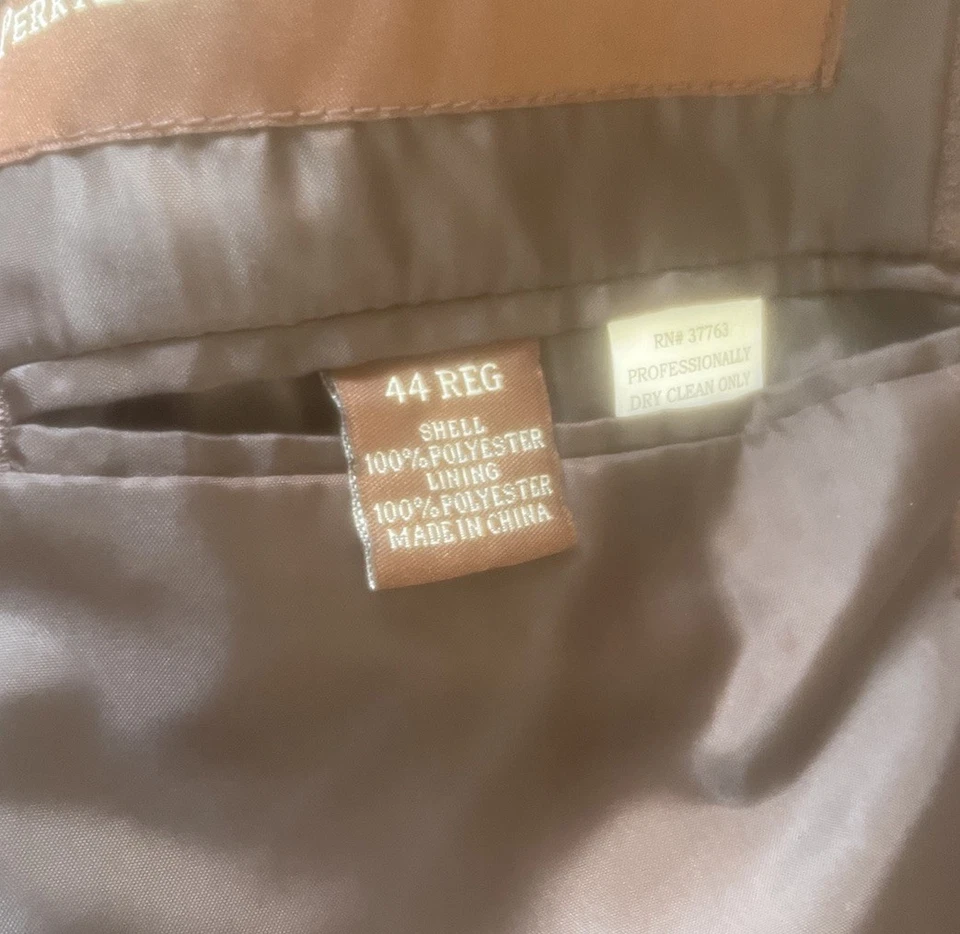 44 REG
SHELL
100% POLYESTER
LINING
100% POLYESTER
MADE IN CHINA
RN# 37763
PROFESSIONALLY
DRY CLEAN ONLY